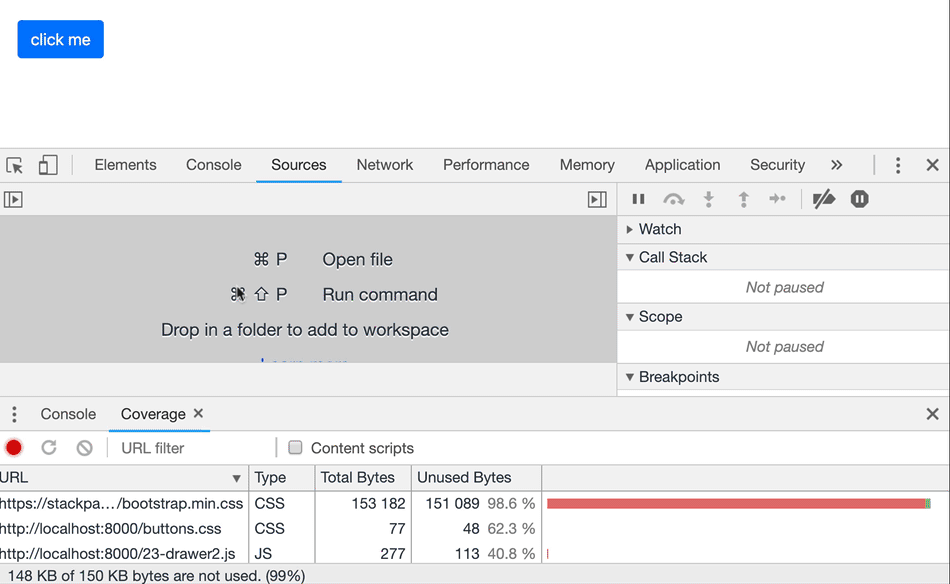 click me
Elements Console Sources Network Performance Memory Application Security »
Watch
⌘ P Open file
Call Stack
Not paused
⌘ ⇧ P Run command
Scope
Drop in a folder to add to workspace
Not paused
Breakpoints
Console Coverage ×
URL filter Content scripts
URL Type Total Bytes Unused Bytes
https://stackpa…/bootstrap.min.css CSS 153 182 151 089 98.6 %
http://localhost:8000/buttons.css CSS 77 48 62.3 %
http://localhost:8000/23-drawer2.js JS 277 113 40.8 %
148 KB of 150 KB bytes are not used. (99%)